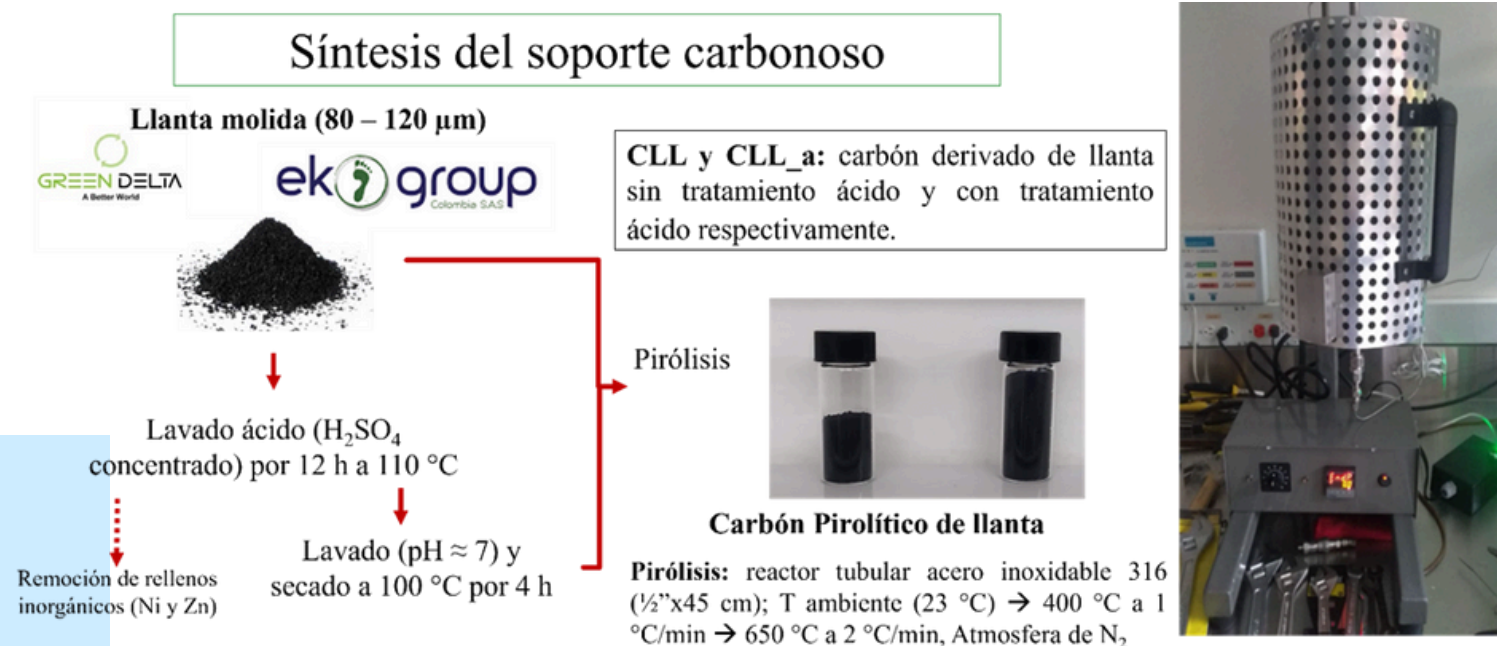 Síntesis del soporte carbonoso
Llanta molida (80 – 120 µm)
GREEN DELTA
A Better World
eko group
Colombia S.A.S
CLL y CLL_a: carbón derivado de llanta
sin tratamiento ácido y con tratamiento
ácido respectivamente.
Pirólisis
Lavado ácido (H₂SO₄
concentrado) por 12 h a 110 °C
Remoción de rellenos
inorgánicos (Ni y Zn)
Lavado (pH ≈ 7) y
secado a 100 °C por 4 h
Carbón Pirolítico de llanta
Pirólisis: reactor tubular acero inoxidable 316
(½”x45 cm); T ambiente (23 °C) → 400 °C a 1
°C/min → 650 °C a 2 °C/min, Atmosfera de N₂